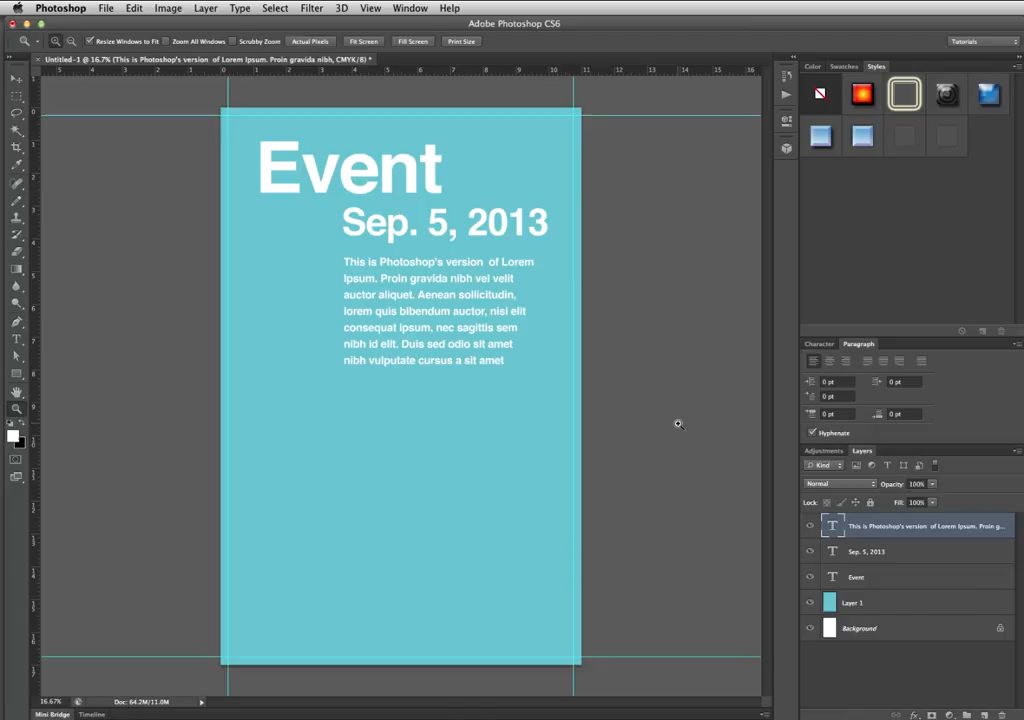 Photoshop File Edit Image Layer Type Select Filter 3D View Window Help
Adobe Photoshop CS6
Resize Windows to Fit Zoom All Windows Scrubby Zoom Actual Pixels Fit Screen Fill Screen Print Size Tutorials
Untitled-1 @ 16.7% (This is Photoshop's version of Lorem Ipsum. Proin gravida nibh, CMYK/8) *
Color Swatches Styles
Event
Sep. 5, 2013
This is Photoshop's version of Lorem
Ipsum. Proin gravida nibh vel velit
auctor aliquet. Aenean sollicitudin,
lorem quis bibendum auctor, nisi elit
consequat ipsum, nec sagittis sem
nibh id elit. Duis sed odio sit amet
nibh vulputate cursus a sit amet
Character Paragraph
0 pt 0 pt
0 pt
0 pt 0 pt
Hyphenate
Adjustments Layers
Kind
Normal Opacity: 100%
Lock: Fill: 100%
This is Photoshop's version of Lorem Ipsum. Proin g...
Sep. 5, 2013
Event
Layer 1
Background
16.67% Doc: 64.2M/11.0M
Mini Bridge Timeline